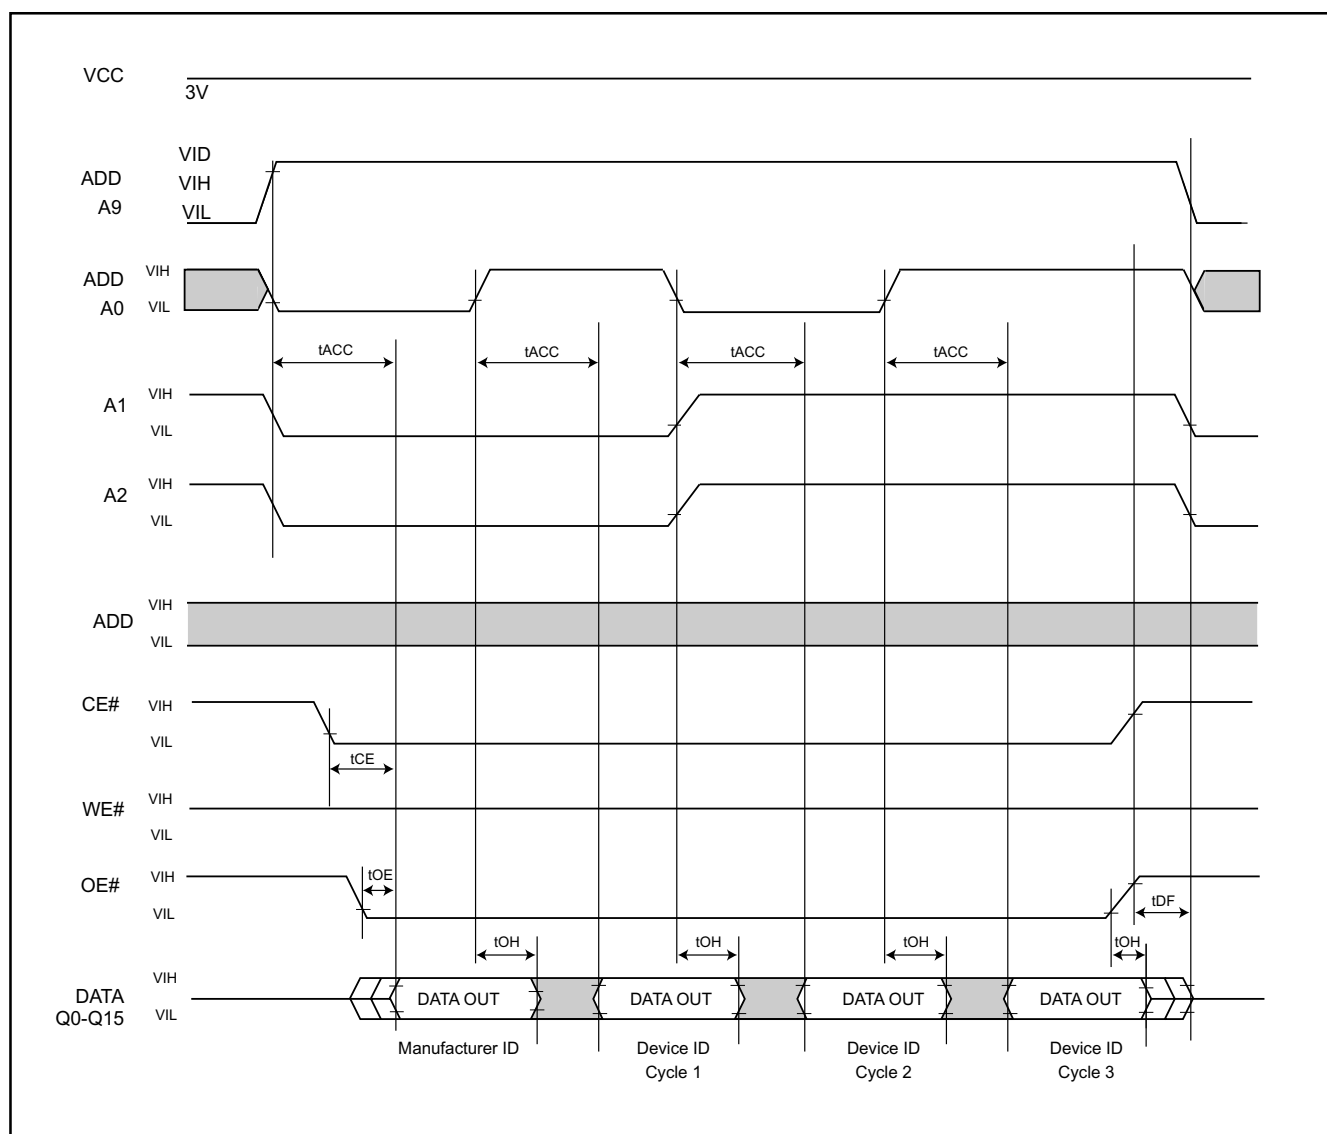 VCC
3V
VID
ADD
VIH
A9
VIL
ADD
VIH
A0
VIL
tACC
tACC
tACC
tACC
A1
VIH
VIL
A2
VIH
VIL
ADD
VIH
VIL
CE#
VIH
VIL
tCE
WE#
VIH
VIL
OE#
VIH
VIL
tOE
tDF
tOH
tOH
tOH
tOH
DATA
Q0-Q15
VIH
VIL
DATA OUT
DATA OUT
DATA OUT
DATA OUT
Manufacturer ID
Device ID
Cycle 1
Device ID
Cycle 2
Device ID
Cycle 3